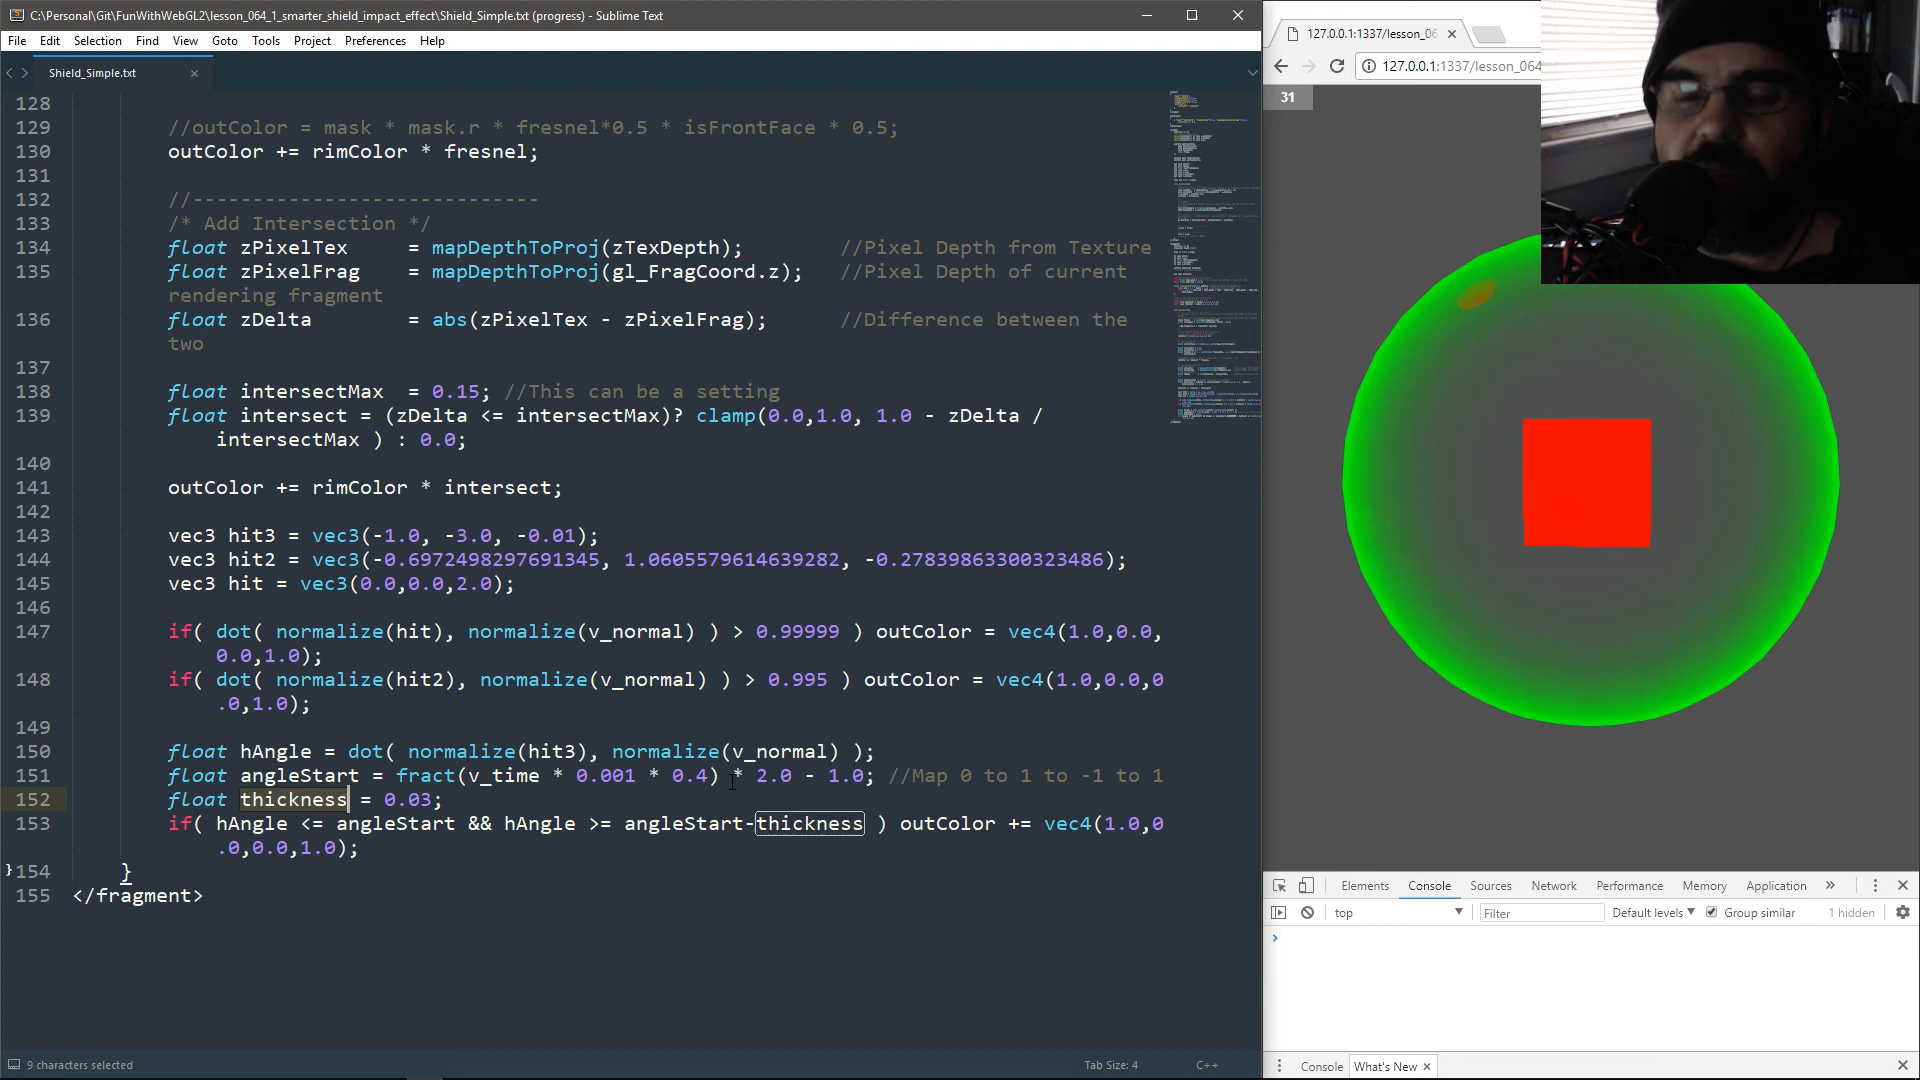 C:\Personal\Git\FunWithWebGL2\lesson_064_1_smarter_shield_impact_effect\Shield_Simple.txt (progress) - Sublime Text
File Edit Selection Find View Goto Tools Project Preferences Help
Shield_Simple.txt
128
129 //outColor = mask * mask.r * fresnel*0.5 * isFrontFace * 0.5;
130 outColor += rimColor * fresnel;
131
132 //-----------------------------
133 /* Add Intersection */
134 float zPixelTex = mapDepthToProj(zTexDepth); //Pixel Depth from Texture
135 float zPixelFrag = mapDepthToProj(gl_FragCoord.z); //Pixel Depth of current
rendering fragment
136 float zDelta = abs(zPixelTex - zPixelFrag); //Difference between the
two
137
138 float intersectMax = 0.15; //This can be a setting
139 float intersect = (zDelta <= intersectMax)? clamp(0.0,1.0, 1.0 - zDelta /
intersectMax ) : 0.0;
140
141 outColor += rimColor * intersect;
142
143 vec3 hit3 = vec3(-1.0, -3.0, -0.01);
144 vec3 hit2 = vec3(-0.6972498297691345, 1.0605579614639282, -0.27839863300323486);
145 vec3 hit = vec3(0.0,0.0,2.0);
146
147 if( dot( normalize(hit), normalize(v_normal) ) > 0.99999 ) outColor = vec4(1.0,0.0,
0.0,1.0);
148 if( dot( normalize(hit2), normalize(v_normal) ) > 0.995 ) outColor = vec4(1.0,0.0,0
.0,1.0);
149
150 float hAngle = dot( normalize(hit3), normalize(v_normal) );
151 float angleStart = fract(v_time * 0.001 * 0.4) * 2.0 - 1.0; //Map 0 to 1 to -1 to 1
152 float thickness = 0.03;
153 if( hAngle <= angleStart && hAngle >= angleStart-thickness ) outColor += vec4(1.0,0
.0,0.0,1.0);
154 }
155 </fragment>
9 characters selected
Tab Size: 4
C++
127.0.0.1:1337/lesson_06
127.0.0.1:1337/lesson_064
31
Elements Console Sources Network Performance Memory Application
top
Filter
Default levels
Group similar
1 hidden
Console
What's New